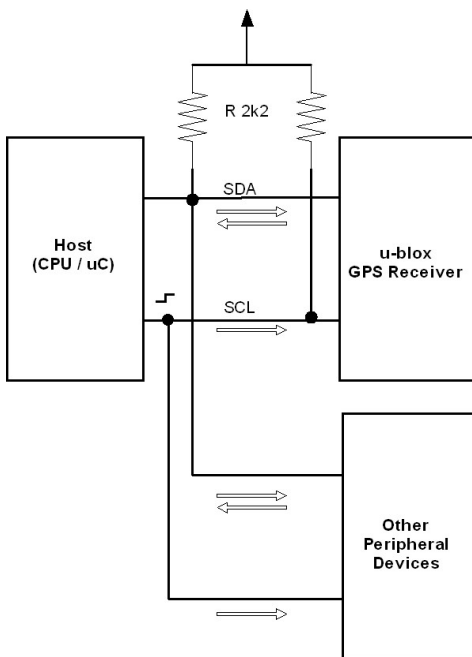 R 2k2
SDA
Host
(CPU / uC)
u-blox
GPS Receiver
SCL
Other
Peripheral
Devices